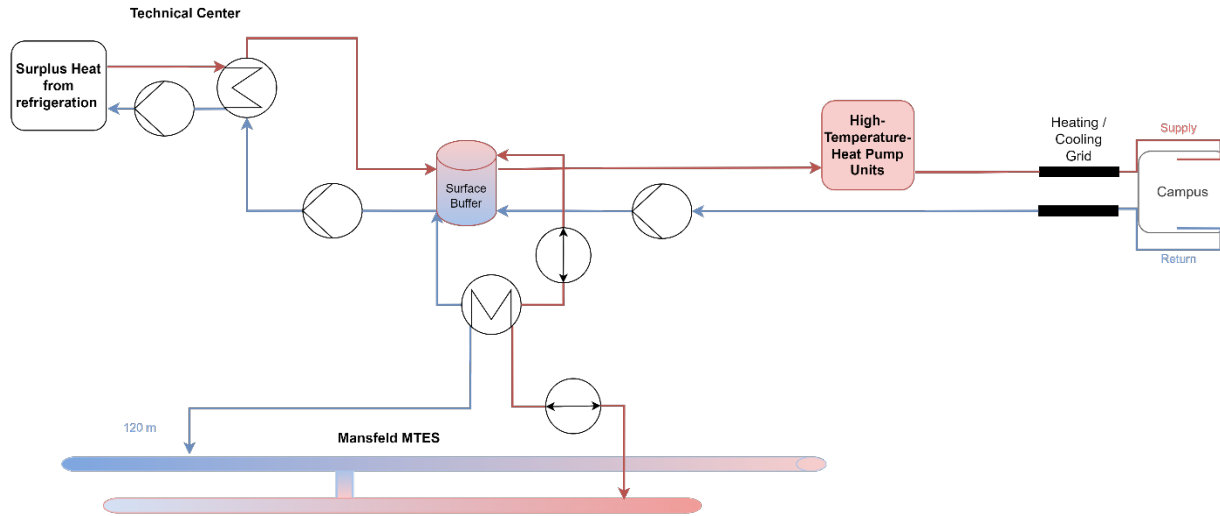 Technical Center
Surplus Heat
from
refrigeration
High-
Temperature-
Heat Pump
Units
Heating /
Cooling
Grid
Supply
Campus
Return
Surface
Buffer
120 m
Mansfeld MTES